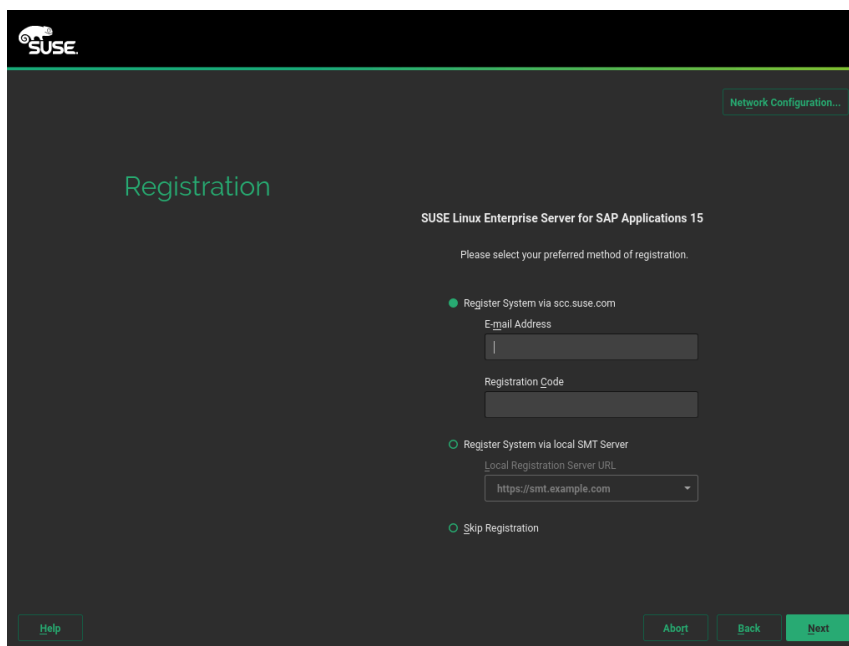 SUSE.
Network Configuration...
Registration
SUSE Linux Enterprise Server for SAP Applications 15
Please select your preferred method of registration.
Register System via scc.suse.com
E-mail Address
Registration Code
Register System via local SMT Server
Local Registration Server URL
https://smt.example.com
Skip Registration
Help
Abort
Back
Next